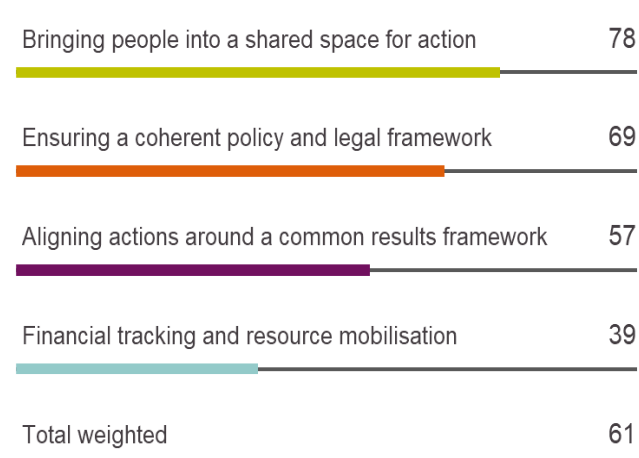 Bringing people into a shared space for action 78
Ensuring a coherent policy and legal framework 69
Aligning actions around a common results framework 57
Financial tracking and resource mobilisation 39
Total weighted 61